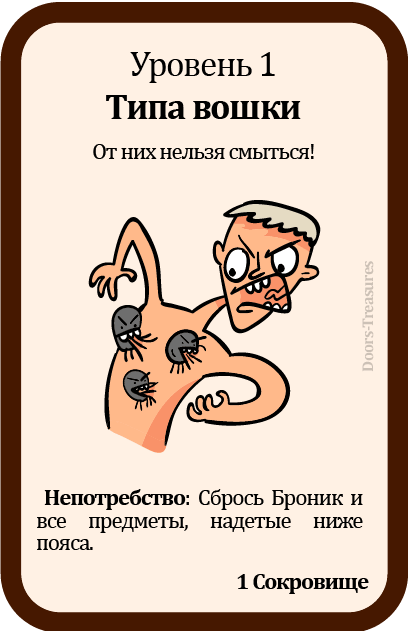 Уровень 1
Типа вошки
От них нельзя смыться!
Doors-Treasures
Непотребство: Сбрось Броник и
все предметы, надетые ниже
пояса.
1 Сокровище